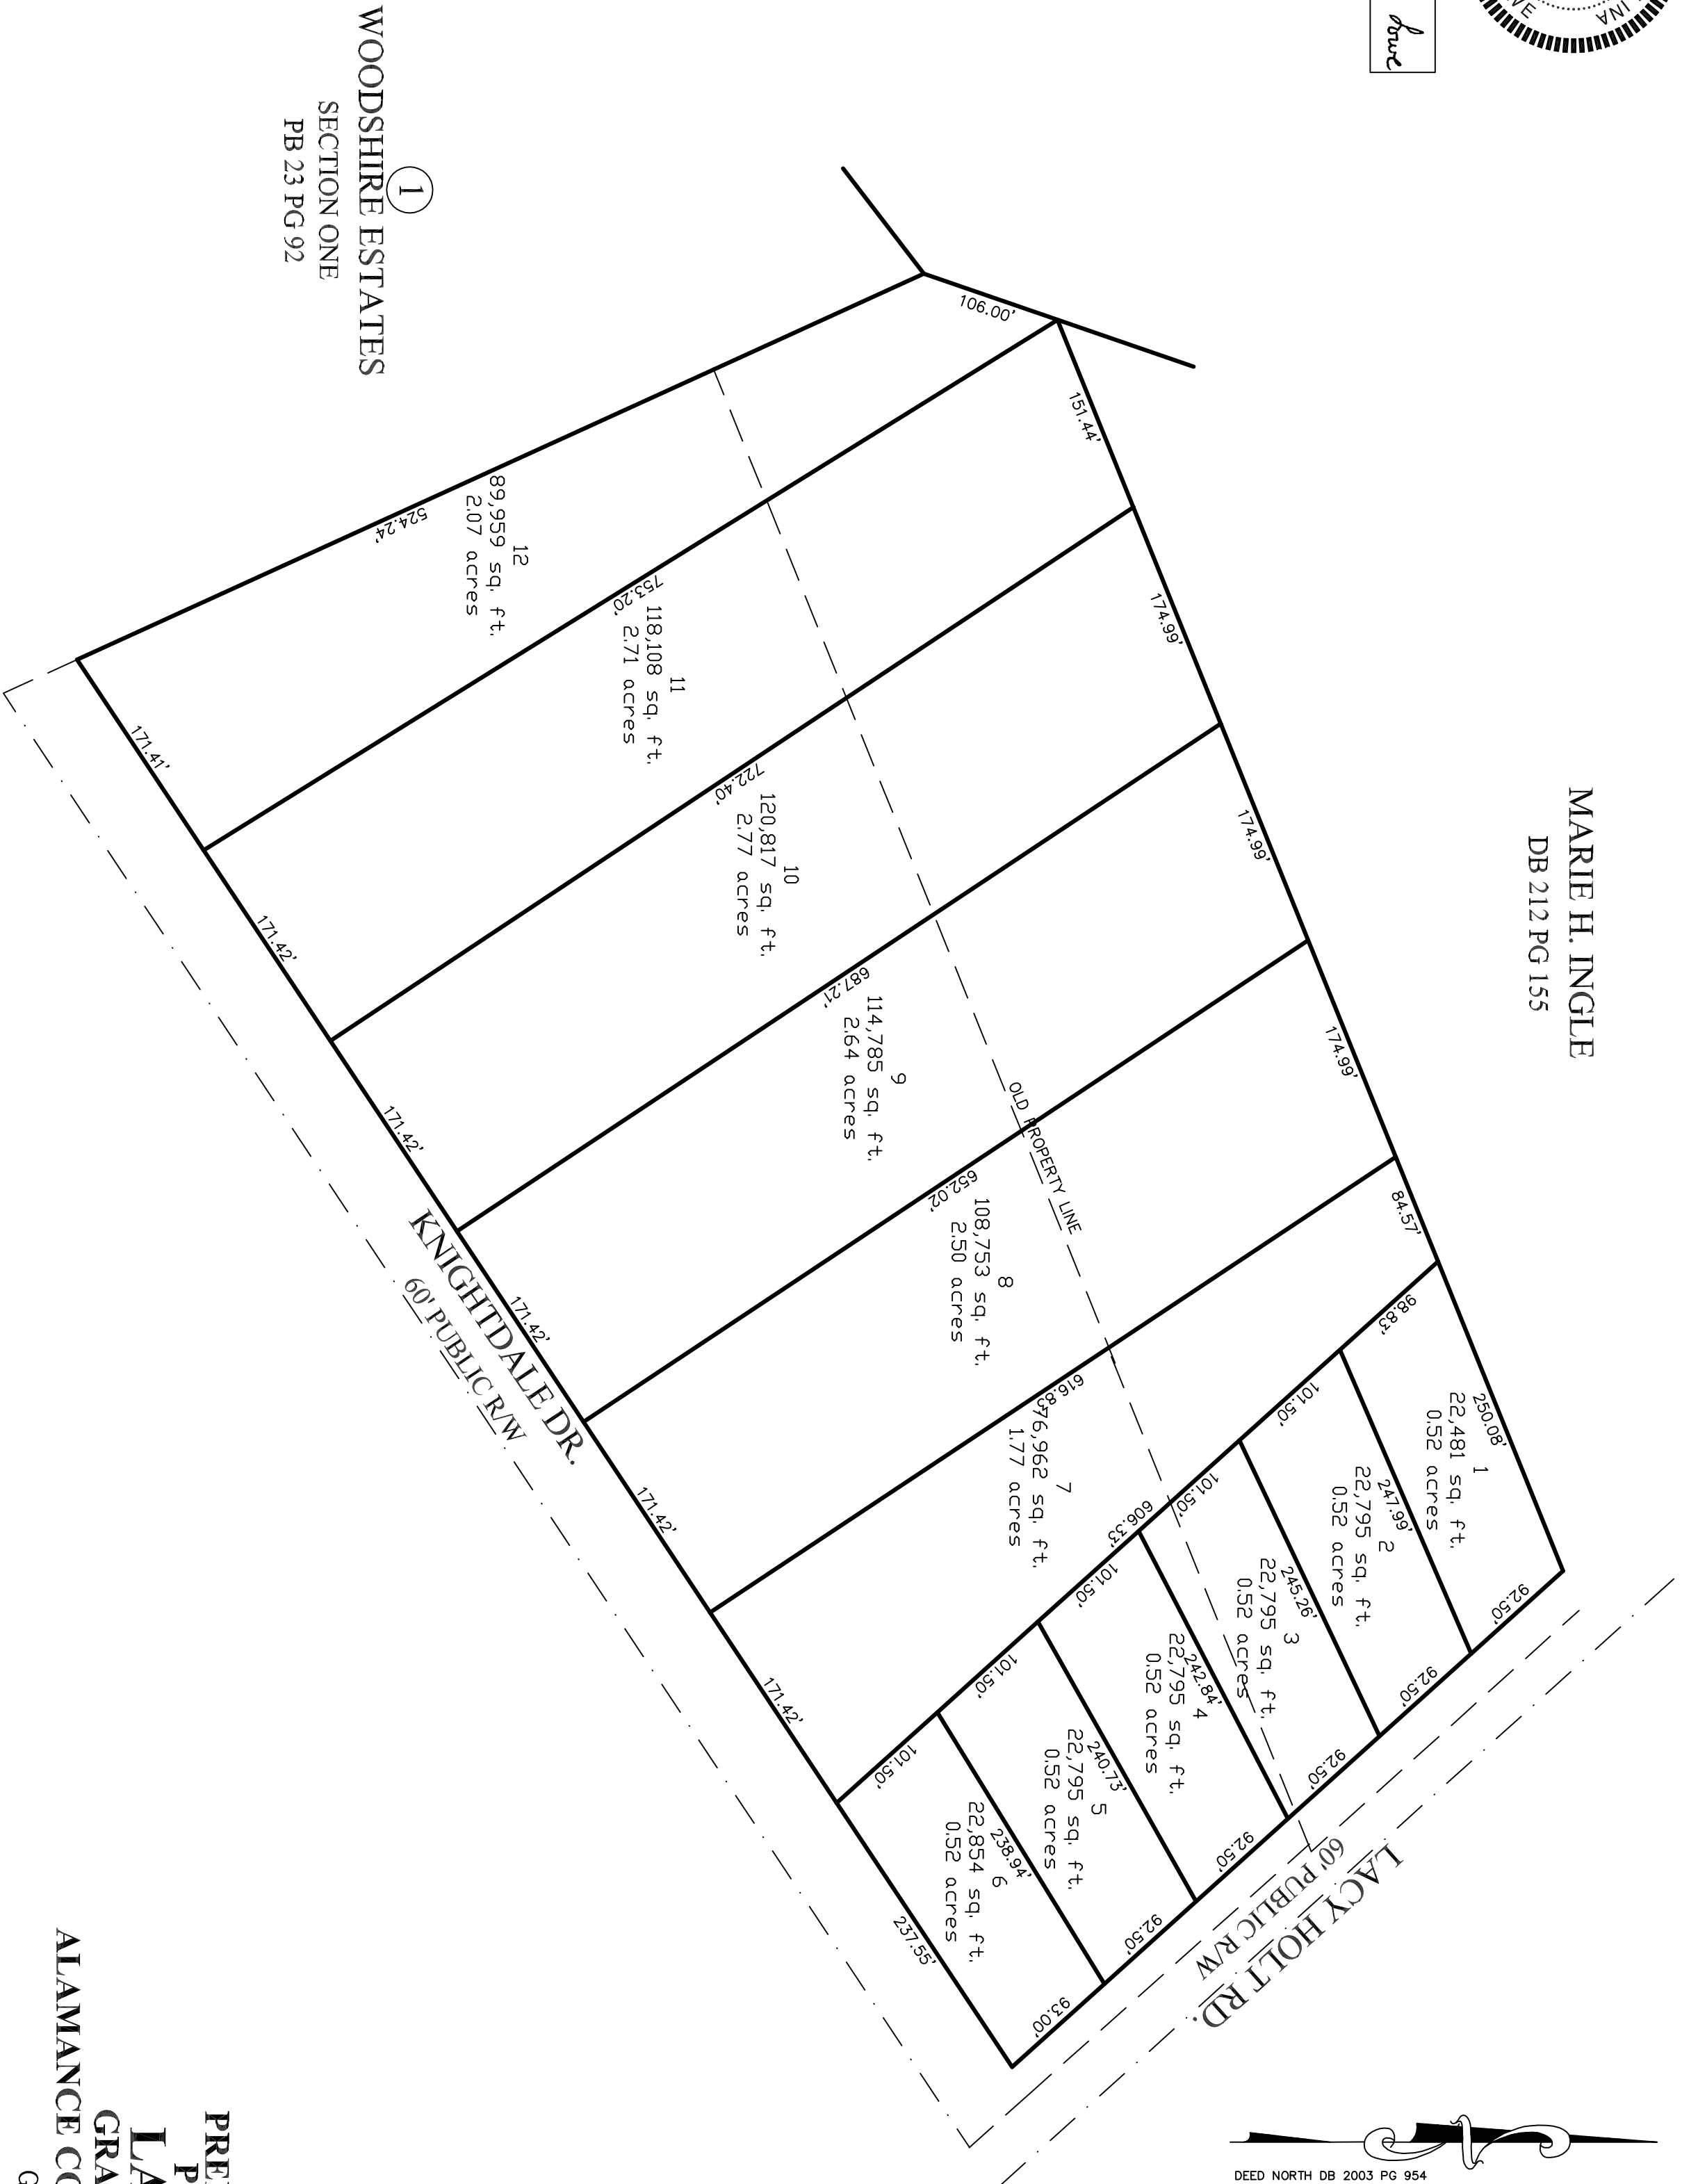 INA
WE
Lowe
MARIE H. INGLE
DB 212 PG 155
1
WOODSHIRE ESTATES
SECTION ONE
PB 23 PG 92
106.00'
151.44'
174.99'
174.99'
174.99'
84.57'
250.08'
1
22,481 sq. ft.
0.52 acres
98.83'
92.50'
247.99'
2
22,795 sq. ft.
0.52 acres
101.50'
92.50'
245.26'
3
22,795 sq. ft.
0.52 acres
101.50'
92.50'
242.84'
4
22,795 sq. ft.
0.52 acres
101.50'
92.50'
240.73'
5
22,795 sq. ft.
0.52 acres
101.50'
92.50'
238.94'
6
22,854 sq. ft.
0.52 acres
101.50'
93.00'
237.55'
606.33'
7
76,962 sq. ft.
1.77 acres
616.83'
171.42'
8
108,753 sq. ft.
2.50 acres
652.02'
171.42'
9
114,785 sq. ft.
2.64 acres
687.21'
171.42'
10
120,817 sq. ft.
2.77 acres
722.40'
171.42'
11
118,108 sq. ft.
2.71 acres
753.20'
171.42'
12
89,959 sq. ft.
2.07 acres
524.24'
171.41'
OLD PROPERTY LINE
KNIGHTDALE DR.
60' PUBLIC R/W
LACY HOLT RD.
60' PUBLIC R/W
DEED NORTH DB 2003 PG 954
PRE
P
LA
GRA
ALAMANCE CO
G